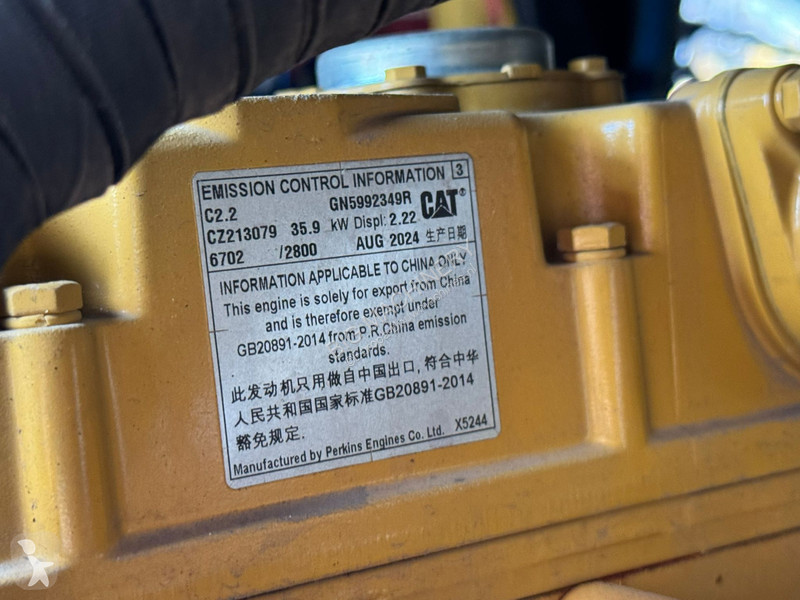 EMISSION CONTROL INFORMATION 3
C2.2 GN5992349R CAT®
CZ213079 35.9 kW Displ: 2.22
6702 /2800 AUG 2024 生产日期
INFORMATION APPLICABLE TO CHINA ONLY
This engine is solely for export from China
and is therefore exempt under
GB20891-2014 from P.R.China emission
standards.
此发动机只用做自中国出口, 符合中华
人民共和国国家标准GB20891-2014
豁免规定.
Manufactured by Perkins Engines Co. Ltd. X5244